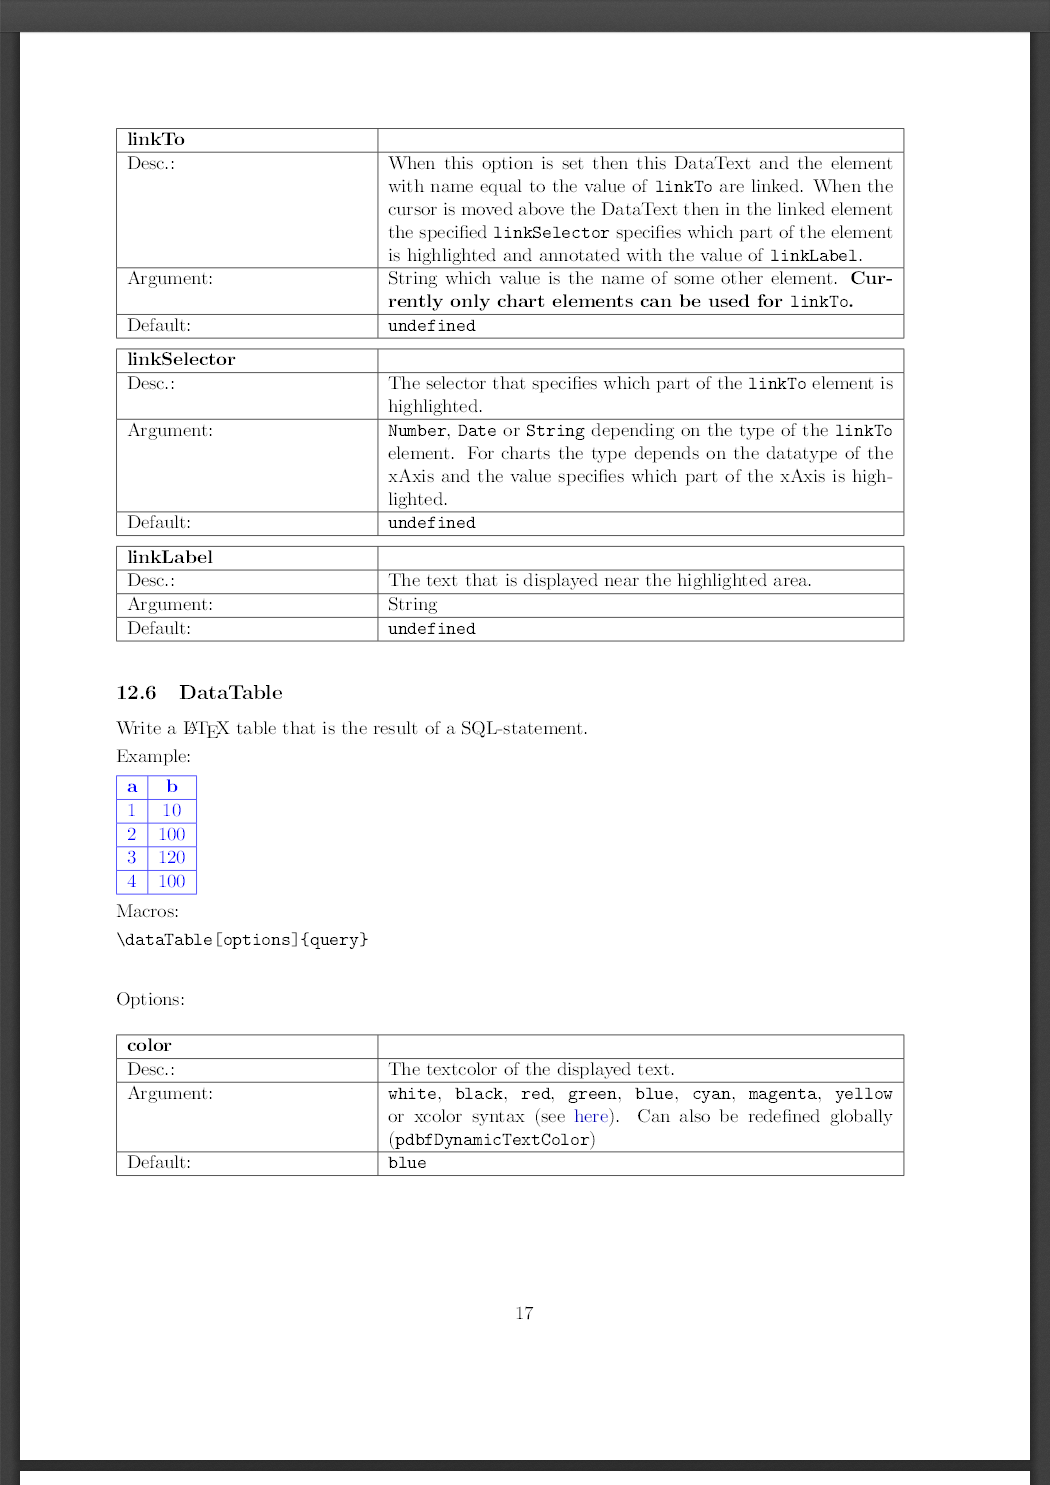 linkTo
Desc.: When this option is set then this DataText and the element
with name equal to the value of linkTo are linked. When the
cursor is moved above the DataText then in the linked element
the specified linkSelector specifies which part of the element
is highlighted and annotated with the value of linkLabel.
Argument: String which value is the name of some other element. Cur-
rently only chart elements can be used for linkTo.
Default: undefined
linkSelector
Desc.: The selector that specifies which part of the linkTo element is
highlighted.
Argument: Number, Date or String depending on the type of the linkTo
element. For charts the type depends on the datatype of the
xAxis and the value specifies which part of the xAxis is high-
lighted.
Default: undefined
linkLabel
Desc.: The text that is displayed near the highlighted area.
Argument: String
Default: undefined
12.6 DataTable
Write a LATEX table that is the result of a SQL-statement.
Example:
a b
1 10
2 100
3 120
4 100
Macros:
\dataTable[options]{query}
Options:
color
Desc.: The textcolor of the displayed text.
Argument: white, black, red, green, blue, cyan, magenta, yellow
or xcolor syntax (see here). Can also be redefined globally
(pdbfDynamicTextColor)
Default: blue
17